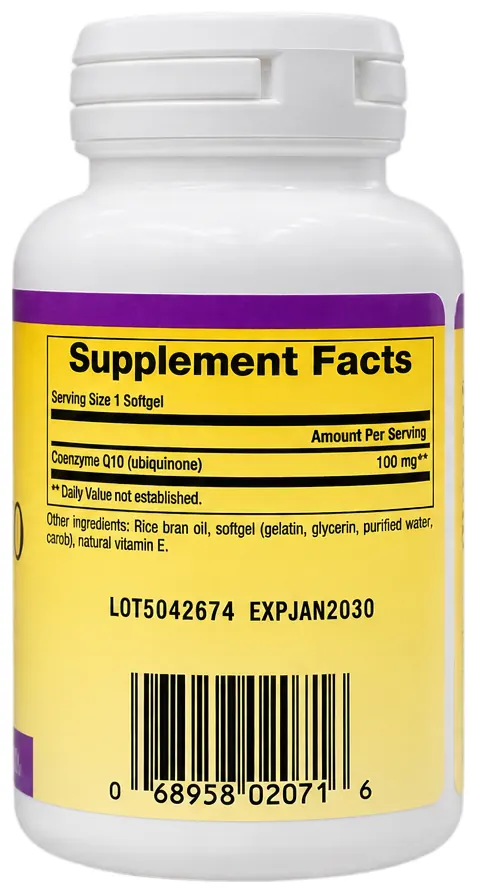 Supplement Facts
Serving Size 1 Softgel
Amount Per Serving
Coenzyme Q10 (ubiquinone) 100 mg**
** Daily Value not established.
Other ingredients: Rice bran oil, softgel (gelatin, glycerin, purified water,
carob), natural vitamin E.
LOT5042674 EXPJAN2030
0 68958 02071 6